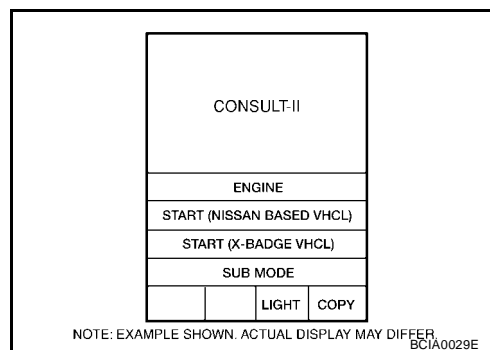 CONSULT-II
ENGINE
START (NISSAN BASED VHCL)
START (X-BADGE VHCL)
SUB MODE
LIGHT COPY
NOTE: EXAMPLE SHOWN. ACTUAL DISPLAY MAY DIFFER.
BCIA0029E